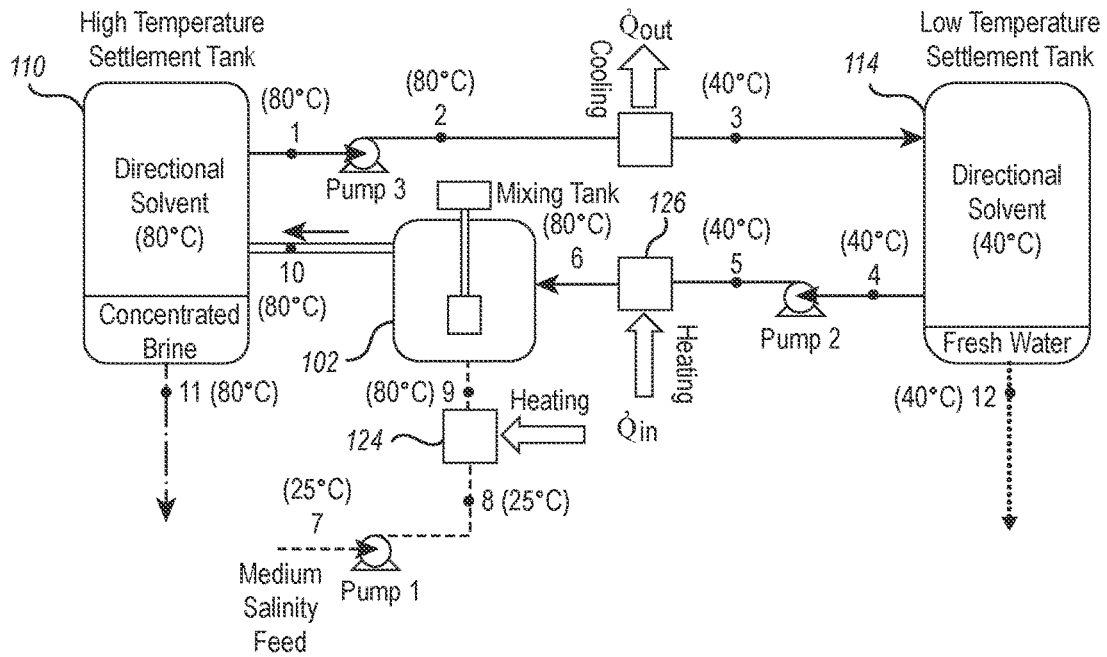 High Temperature
Settlement Tank
110
Directional
Solvent
(80°C)
Concentrated
Brine
11 (80°C)
(80°C)
1
Pump 3
(80°C)
2
Cooling
Q̇out
(40°C)
3
Low Temperature
Settlement Tank
114
Directional
Solvent
(40°C)
Fresh Water
(40°C) 12
Mixing Tank
(80°C)
6
126
(40°C)
5
(40°C)
4
Pump 2
10
(80°C)
102
(80°C) 9
Heating
124
Heating
Q̇in
8 (25°C)
(25°C)
7
Medium
Salinity
Feed
Pump 1